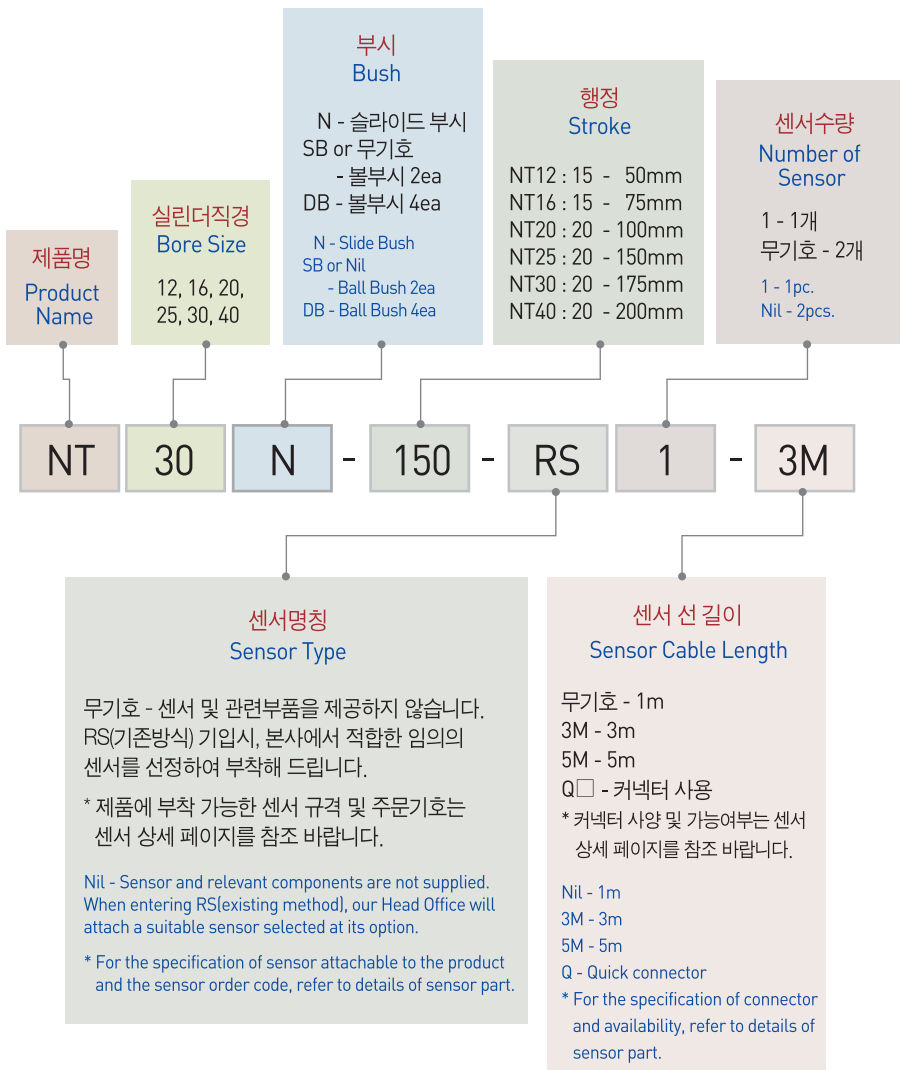 제품명
Product
Name
실린더직경
Bore Size
12, 16, 20,
25, 30, 40
부시
Bush
N - 슬라이드 부시
SB or 무기호
- 볼부시 2ea
DB - 볼부시 4ea
N - Slide Bush
SB or Nil
- Ball Bush 2ea
DB - Ball Bush 4ea
행정
Stroke
NT12 : 15 - 50mm
NT16 : 15 - 75mm
NT20 : 20 - 100mm
NT25 : 20 - 150mm
NT30 : 20 - 175mm
NT40 : 20 - 200mm
센서수량
Number of
Sensor
1 - 1개
무기호 - 2개
1 - 1pc.
Nil - 2pcs.
NT 30 N - 150 - RS 1 - 3M
센서명칭
Sensor Type
무기호 - 센서 및 관련부품을 제공하지 않습니다.
RS(기존방식) 기입시, 본사에서 적합한 임의의
센서를 선정하여 부착해 드립니다.
* 제품에 부착 가능한 센서 규격 및 주문기호는
센서 상세 페이지를 참조 바랍니다.
Nil - Sensor and relevant components are not supplied.
When entering RS(existing method), our Head Office will
attach a suitable sensor selected at its option.
* For the specification of sensor attachable to the product
and the sensor order code, refer to details of sensor part.
센서 선 길이
Sensor Cable Length
무기호 - 1m
3M - 3m
5M - 5m
Q□ - 커넥터 사용
* 커넥터 사양 및 가능여부는 센서
상세 페이지를 참조 바랍니다.
Nil - 1m
3M - 3m
5M - 5m
Q - Quick connector
* For the specification of connector
and availability, refer to details of
sensor part.